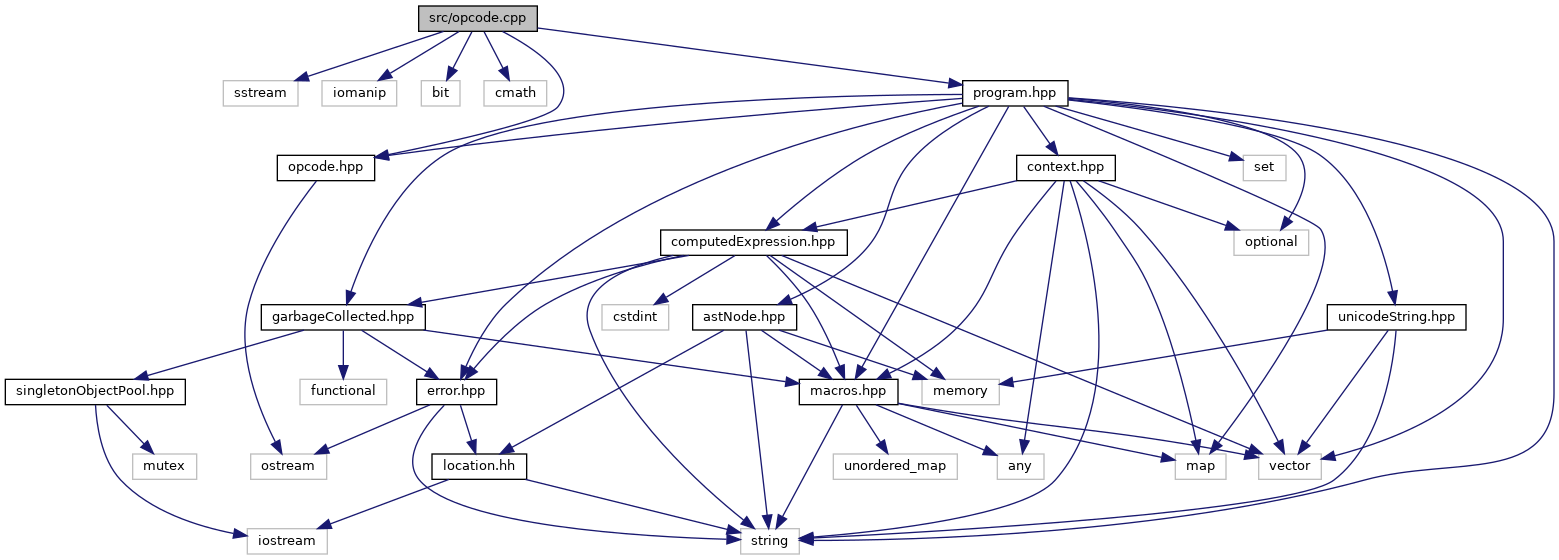 src/opcode.cpp
sstream
iomanip
bit
cmath
program.hpp
opcode.hpp
context.hpp
set
computedExpression.hpp
optional
garbageCollected.hpp
cstdint
astNode.hpp
unicodeString.hpp
singletonObjectPool.hpp
functional
error.hpp
macros.hpp
memory
mutex
ostream
location.hh
unordered_map
any
map
vector
iostream
string